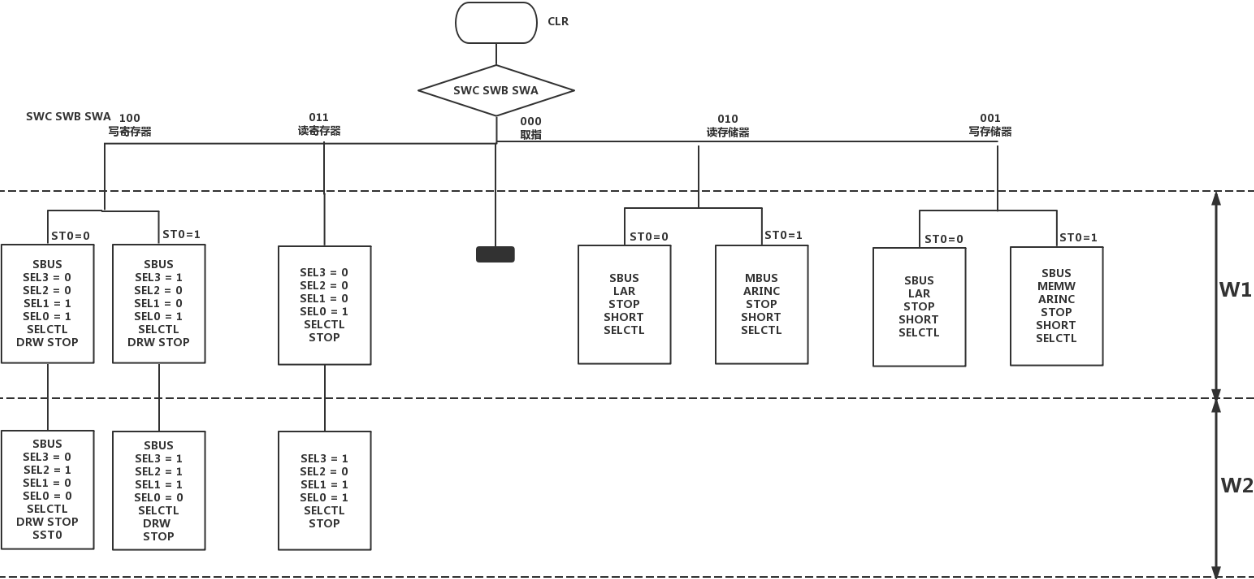 CLR
SWC SWB SWA
SWC SWB SWA
100
写寄存器
011
读寄存器
000
取指
010
读存储器
001
写存储器
ST0=0
SBUS
SEL3 = 0
SEL2 = 0
SEL1 = 1
SEL0 = 1
SELCTL
DRW STOP
ST0=1
SBUS
SEL3 = 1
SEL2 = 0
SEL1 = 0
SEL0 = 1
SELCTL
DRW STOP
SEL3 = 0
SEL2 = 0
SEL1 = 0
SEL0 = 1
SELCTL
STOP
ST0=0
SBUS
LAR
STOP
SHORT
SELCTL
ST0=1
MBUS
ARINC
STOP
SHORT
SELCTL
ST0=0
SBUS
LAR
STOP
SHORT
SELCTL
ST0=1
SBUS
MEMW
ARINC
STOP
SHORT
SELCTL
W1
SBUS
SEL3 = 0
SEL2 = 1
SEL1 = 0
SEL0 = 0
SELCTL
DRW STOP
SST0
SBUS
SEL3 = 1
SEL2 = 1
SEL1 = 1
SEL0 = 0
SELCTL
DRW
STOP
SEL3 = 1
SEL2 = 0
SEL1 = 1
SEL0 = 1
SELCTL
STOP
W2